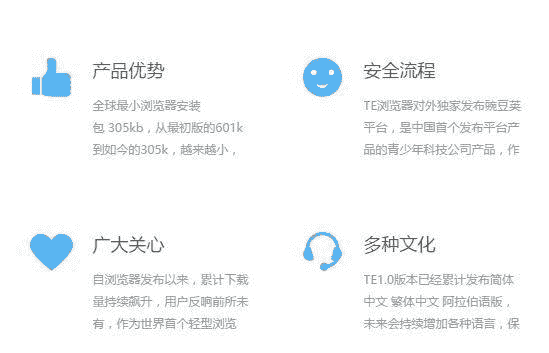 产品优势
全球最小浏览器安装
包 305kb，从最初版的601k
到如今的305k，越来越小，
安全流程
TE浏览器对外独家发布豌豆荚
平台，是中国首个发布平台产
品的青少年科技公司产品，作
广大关心
自浏览器发布以来，累计下载
量持续飙升，用户反响前所未
有，作为世界首个轻型浏览
多种文化
TE1.0版本已经累计发布简体
中文 繁体中文 阿拉伯语版，
未来会持续增加各种语言，保